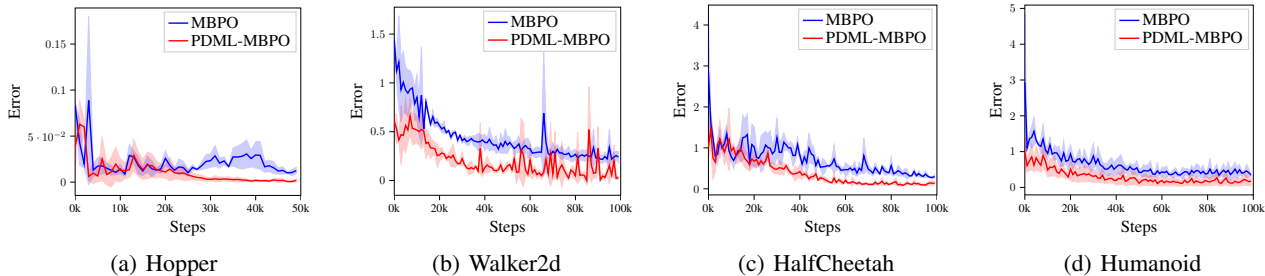 MBPO
PDML-MBPO
0.15
0.1
5 · 10⁻²
0
Error
0 10k 20k 30k 40k 50k
Steps
(a) Hopper
MBPO
PDML-MBPO
1.5
1
0.5
0.0
Error
0k 20k 40k 60k 80k 100k
Steps
(b) Walker2d
MBPO
PDML-MBPO
4
3
2
1
0
Error
0k 20k 40k 60k 80k 100k
Steps
(c) HalfCheetah
MBPO
PDML-MBPO
5
4
3
2
1
0
Error
0k 20k 40k 60k 80k 100k
Steps
(d) Humanoid